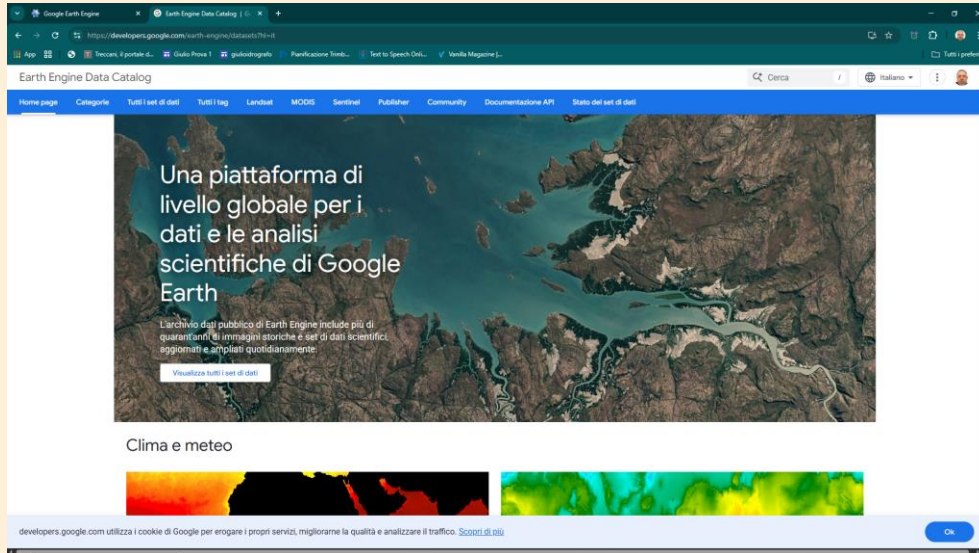 Google Earth Engine
Earth Engine Data Catalog | G
https://developers.google.com/earth-engine/datasets?hl=it
App
Treccani, il portale d...
Giulio Prova 1
giulioidrografo
Pianificazione Trimb...
Text to Speech Onli...
Vanilla Magazine |...
Tutti i prefer
Earth Engine Data Catalog
Cerca
/
Italiano
Home page
Categorie
Tutti i set di dati
Tutti i tag
Landsat
MODIS
Sentinel
Publisher
Community
Documentazione API
Stato del set di dati
Una piattaforma di
livello globale per i
dati e le analisi
scientifiche di Google
Earth
L'archivio dati pubblico di Earth Engine include più di
quarant'anni di immagini storiche e set di dati scientifici,
aggiornati e ampliati quotidianamente.
Visualizza tutti i set di dati
Clima e meteo
developers.google.com utilizza i cookie di Google per erogare i propri servizi, migliorarne la qualità e analizzare il traffico. Scopri di più
Ok